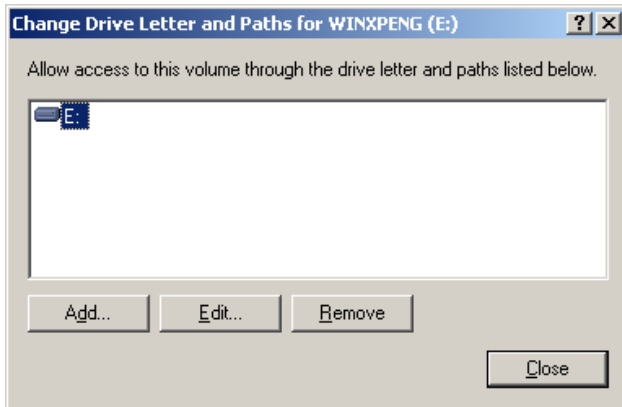 Change Drive Letter and Paths for WINXPENG (E:)
Allow access to this volume through the drive letter and paths listed below.
E:
Add... Edit... Remove
Close